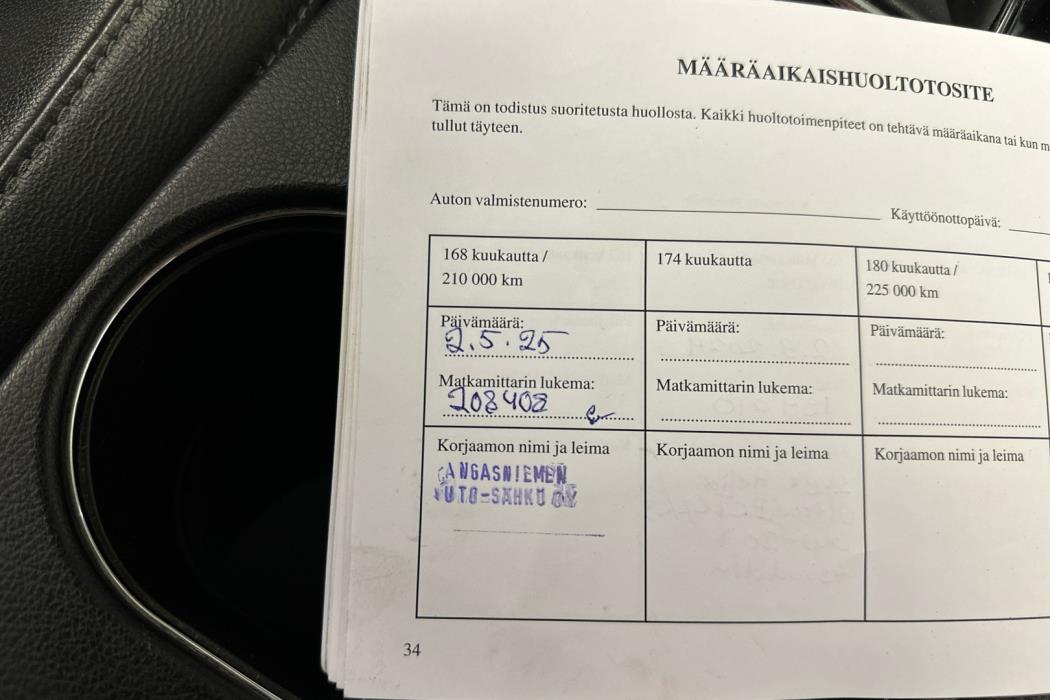 MÄÄRÄAIKAISHUOLTOTOSITE
Tämä on todistus suoritetusta huollosta. Kaikki huoltotoimenpiteet on tehtävä määräaikana tai kun m
tullut täyteen.
Auton valmistenumero:
Käyttöönottopäivä:
168 kuukautta /
210 000 km
174 kuukautta
180 kuukautta /
225 000 km
Päivämäärä:
2.5.25
Päivämäärä:
Päivämäärä:
Matkamittarin lukema:
208402
Matkamittarin lukema:
Matkamittarin lukema:
Korjaamon nimi ja leima
ANGASNIEMEN
UTO-SÄHKÖ OY
Korjaamon nimi ja leima
Korjaamon nimi ja leima
34